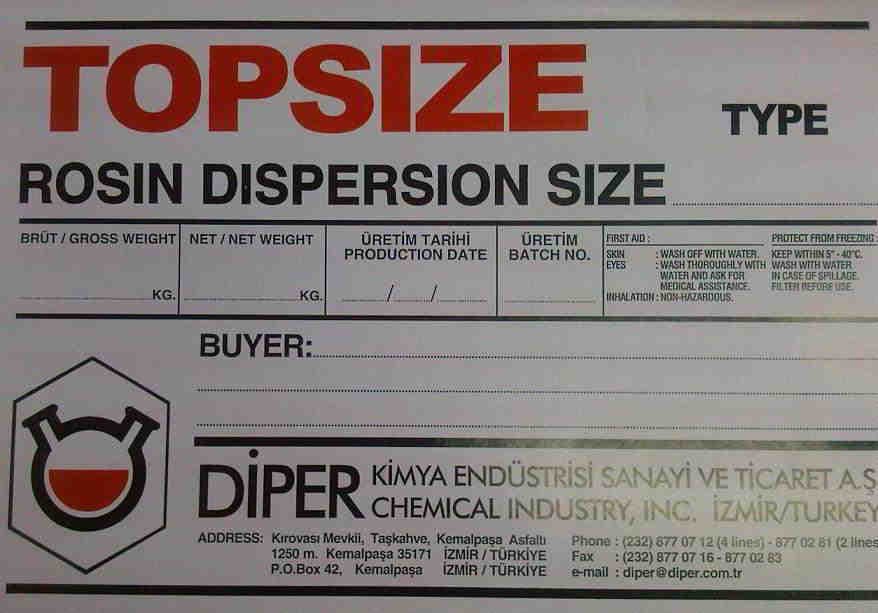 TOPSIZE
TYPE
ROSIN DISPERSION SIZE
BRÜT / GROSS WEIGHT
KG.
NET / NET WEIGHT
KG.
ÜRETİM TARİHİ
PRODUCTION DATE
/ /
ÜRETİM
BATCH NO.
FIRST AID :
SKIN : WASH OFF WITH WATER.
EYES : WASH THOROUGHLY WITH
WATER AND ASK FOR
MEDICAL ASSISTANCE.
INHALATION : NON-HAZARDOUS.
PROTECT FROM FREEZING :
KEEP WITHIN 5° - 40°C.
WASH WITH WATER
IN CASE OF SPILLAGE.
FILTER BEFORE USE.
BUYER:
DİPER KİMYA ENDÜSTRİSİ SANAYİ VE TİCARET A.Ş
CHEMICAL INDUSTRY, INC. İZMİR/TURKEY
ADDRESS: Kırovası Mevkii, Taşkahve, Kemalpaşa Asfaltı
1250 m. Kemalpaşa 35171 İZMİR / TÜRKİYE
P.O.Box 42, Kemalpaşa İZMİR / TÜRKİYE
Phone : (232) 877 07 12 (4 lines) - 877 02 81 (2 lines
Fax : (232) 877 07 16 - 877 02 83
e-mail : diper@diper.com.tr